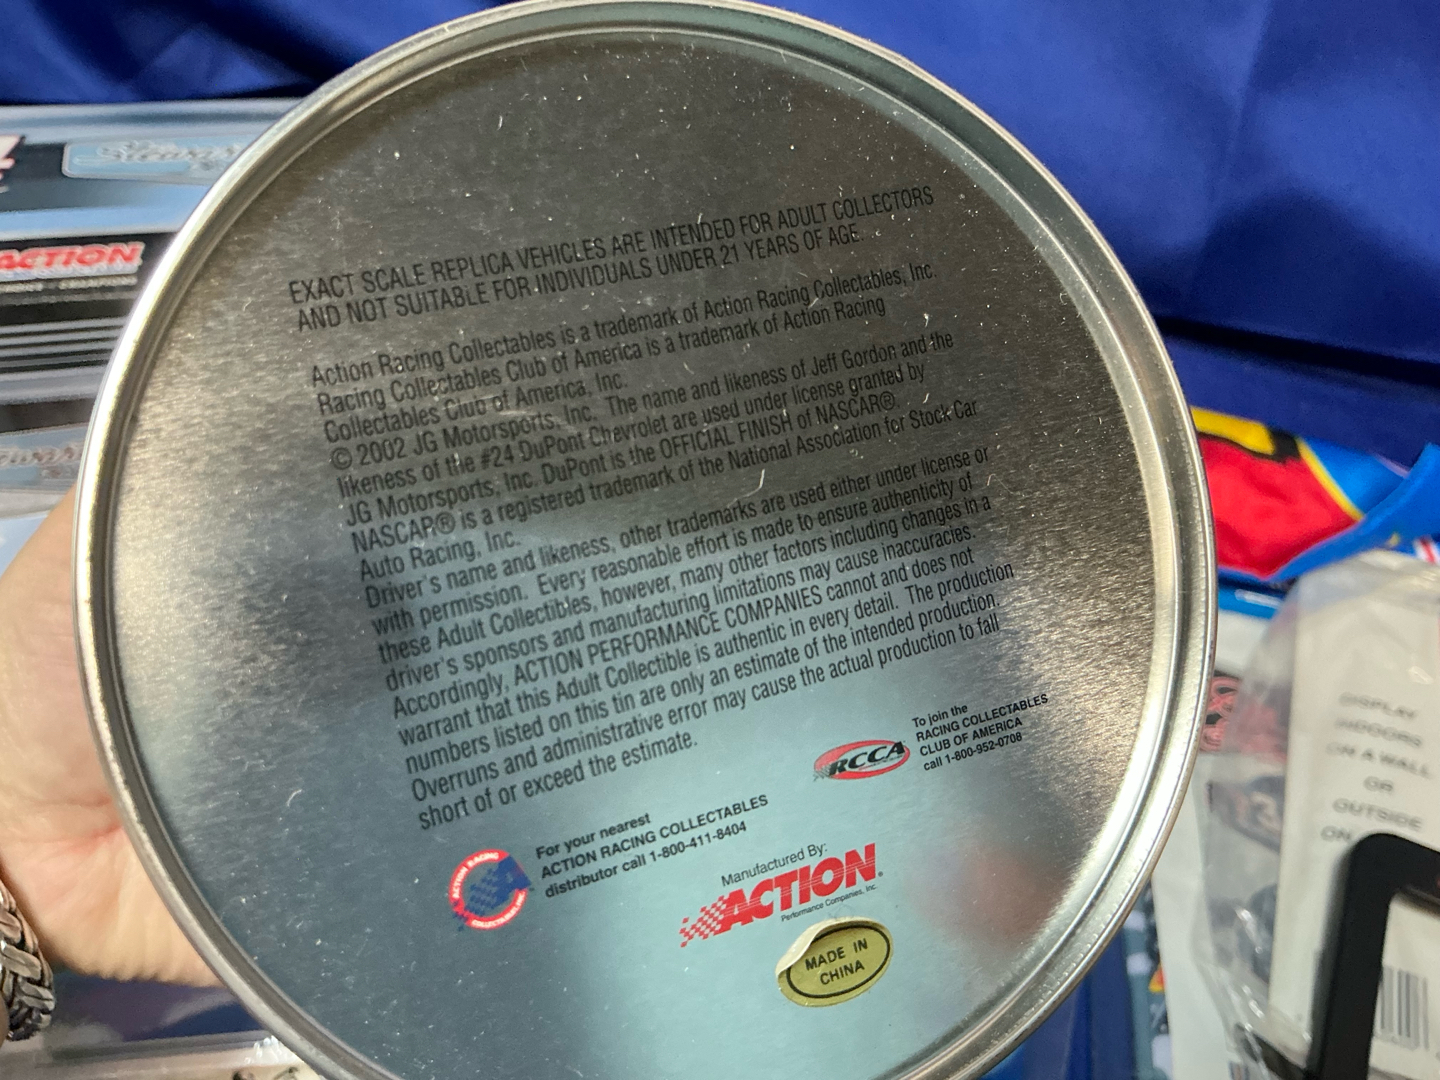 EXACT SCALE REPLICA VEHICLES ARE INTENDED FOR ADULT COLLECTORS
AND NOT SUITABLE FOR INDIVIDUALS UNDER 21 YEARS OF AGE.
Action Racing Collectables is a trademark of Action Racing Collectables, Inc.
Racing Collectables Club of America is a trademark of Action Racing
Collectables Club of America, Inc.
© 2002 JG Motorsports, Inc. The name and likeness of Jeff Gordon and the
likeness of the #24 DuPont Chevrolet are used under license granted by
JG Motorsports, Inc. DuPont is the OFFICIAL FINISH of NASCAR®.
NASCAR® is a registered trademark of the National Association for Stock Car
Auto Racing, Inc.
Driver's name and likeness, other trademarks are used either under license or
with permission. Every reasonable effort is made to ensure authenticity of
these Adult Collectibles, however, many other factors including changes in a
driver's sponsors and manufacturing limitations may cause inaccuracies.
Accordingly, ACTION PERFORMANCE COMPANIES cannot and does not
warrant that this Adult Collectible is authentic in every detail. The production
numbers listed on this tin are only an estimate of the intended production.
Overruns and administrative error may cause the actual production to fall
short of or exceed the estimate.
RCCA
To join the
RACING COLLECTABLES
CLUB OF AMERICA
call 1-800-952-0708
ACTION RACING
COLLECTABLES, INC.
For your nearest
ACTION RACING COLLECTABLES
distributor call 1-800-411-8404
Manufactured By:
ACTION®
Performance Companies, Inc.
MADE IN
CHINA
ACTION
DISPLAY
INDOORS
ON A WALL
OR
OUTSIDE
ON